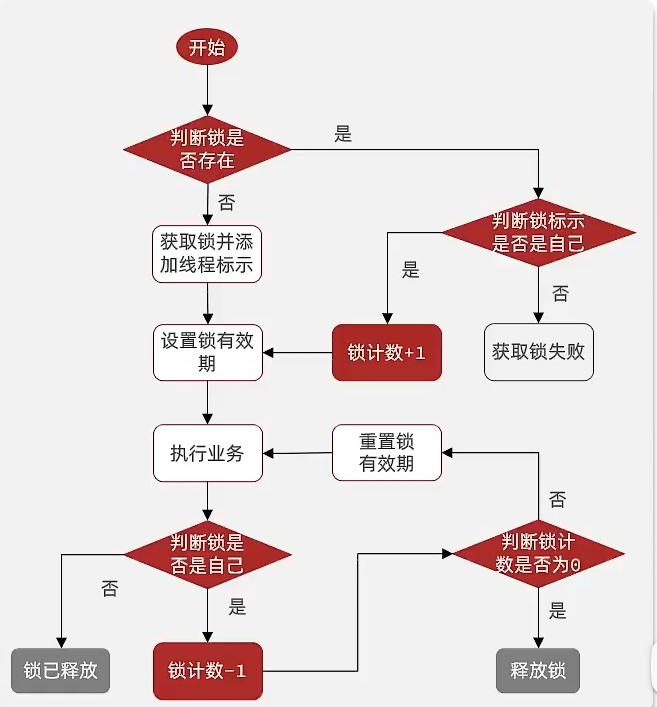 开始
判断锁是
否存在
是
否
判断锁标示
是否是自己
获取锁并添
加线程标示
是
否
设置锁有效
期
锁计数+1
获取锁失败
执行业务
重置锁
有效期
否
判断锁是
否是自己
判断锁计
数是否为0
否
是
是
锁已释放
锁计数-1
释放锁